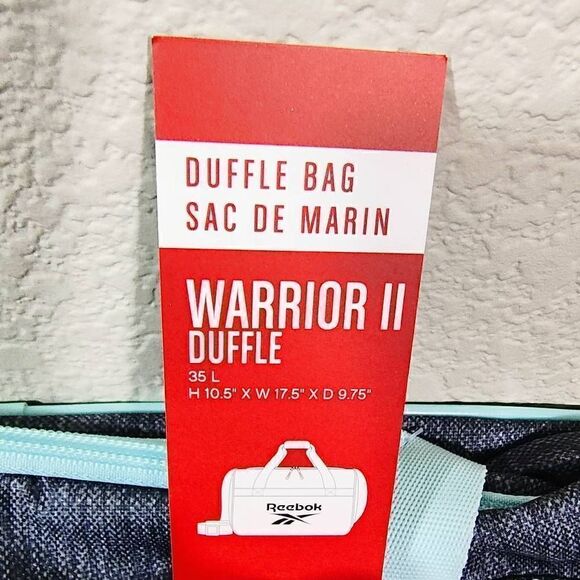 DUFFLE BAG
SAC DE MARIN
WARRIOR II
DUFFLE
35 L
H 10.5" X W 17.5" X D 9.75"
Reebok